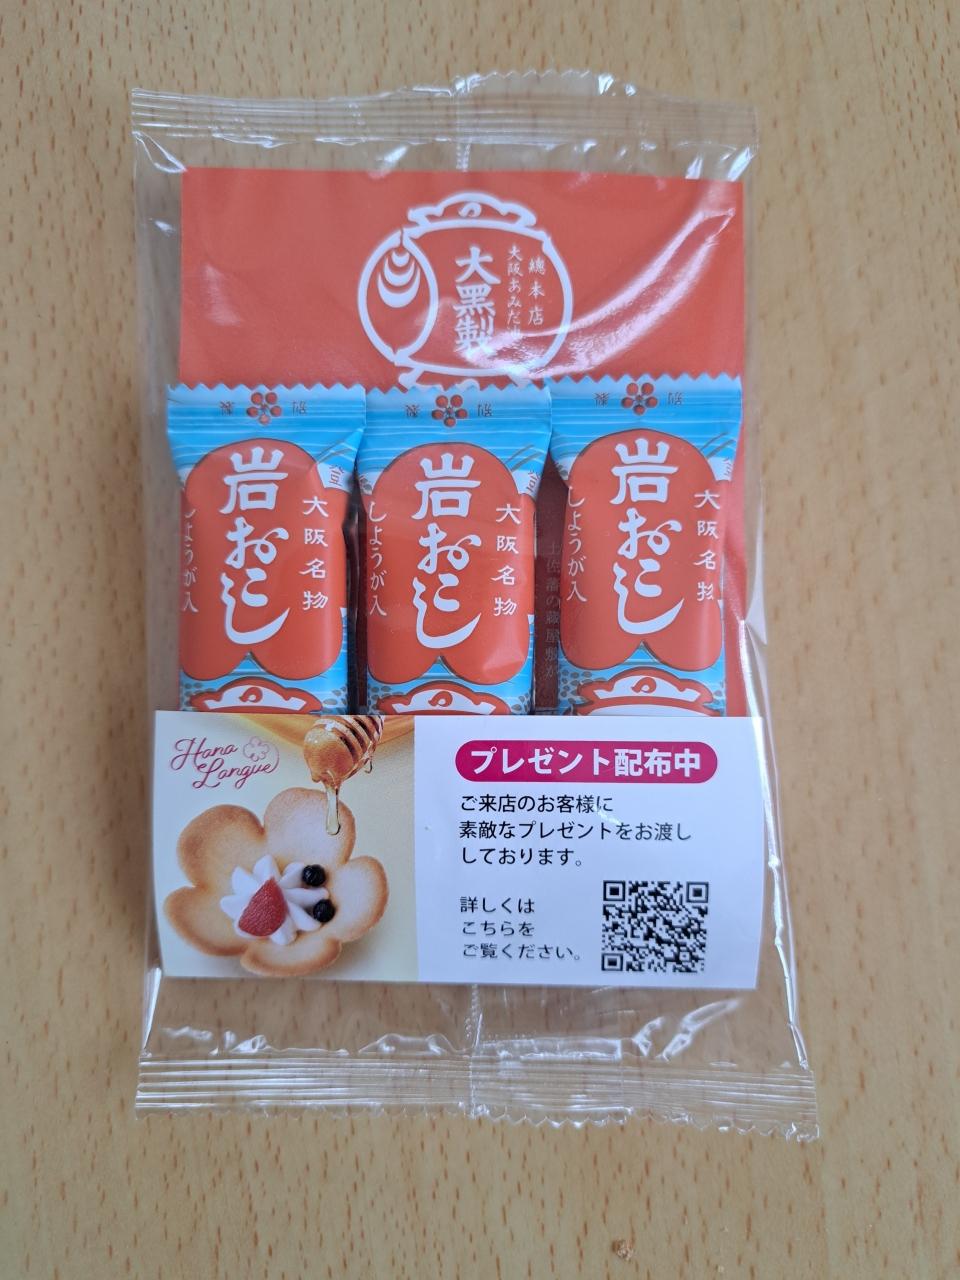 總本店
大阪あみだ池
大黒製
岩おこし
大阪名物
しょうが入
岩おこし
大阪名物
しょうが入
岩おこし
大阪名物
しょうが入
Hana
Langue
プレゼント配布中
ご来店のお客様に
素敵なプレゼントをお渡し
しております。
詳しくは
こちらを
ご覧ください。